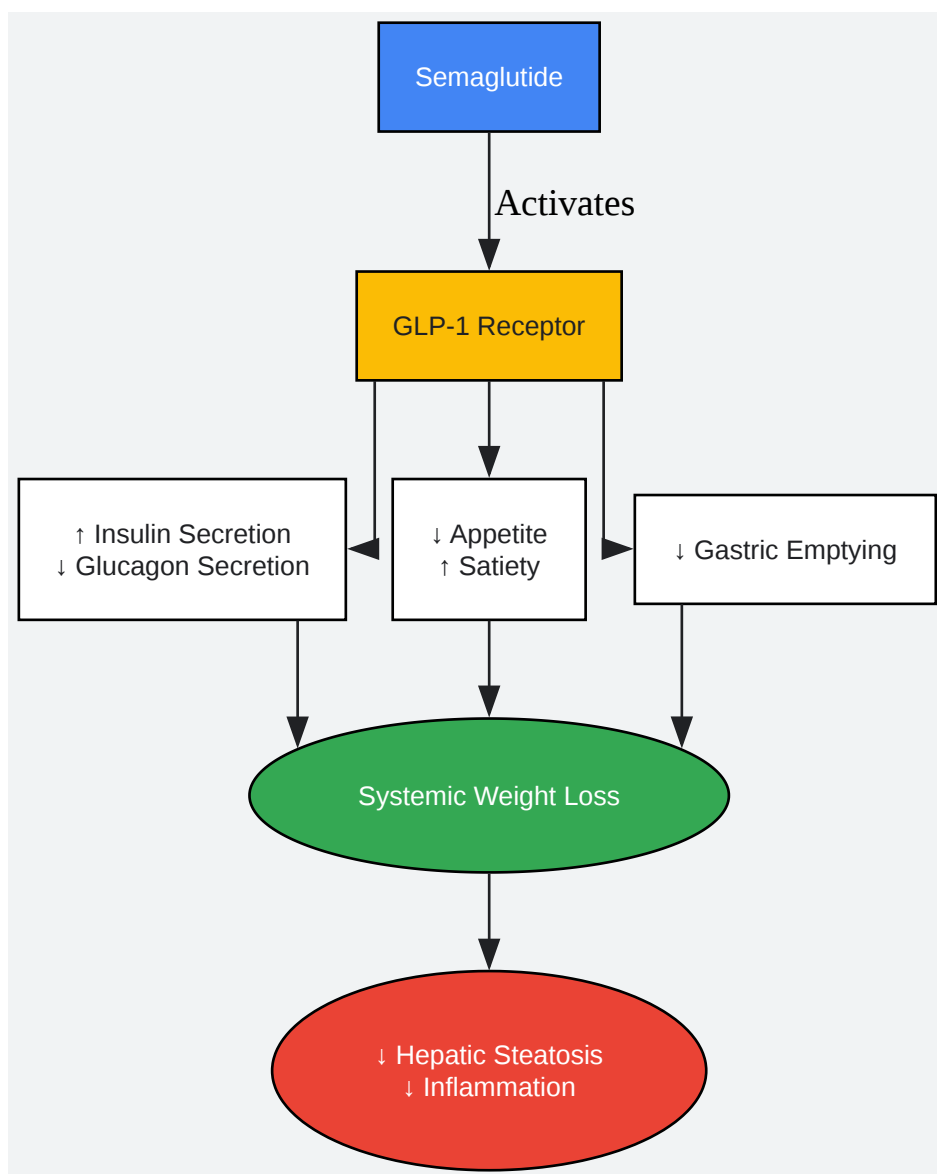 Semaglutide
Activates
GLP-1 Receptor
↑ Insulin Secretion
↓ Glucagon Secretion
↓ Appetite
↑ Satiety
↓ Gastric Emptying
Systemic Weight Loss
↓ Hepatic Steatosis
↓ Inflammation